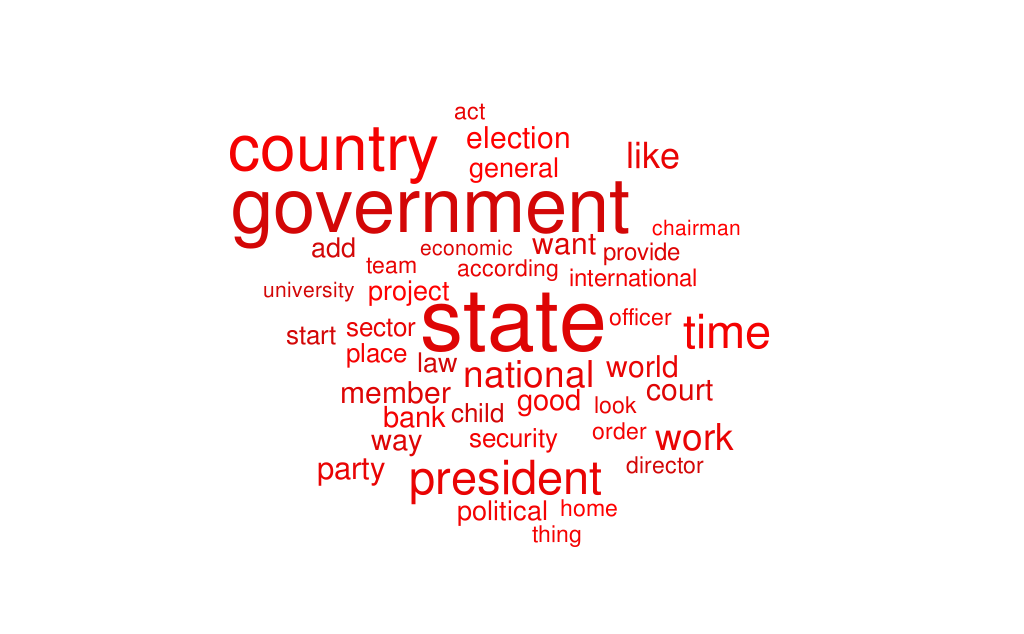 act
country
election
like
general
government
chairman
add
economic
want
provide
team
according
international
university
project
state
officer
time
start
sector
place
law
national
world
member
good
look
court
bank
child
way
security
order
work
party
president
director
political
home
thing